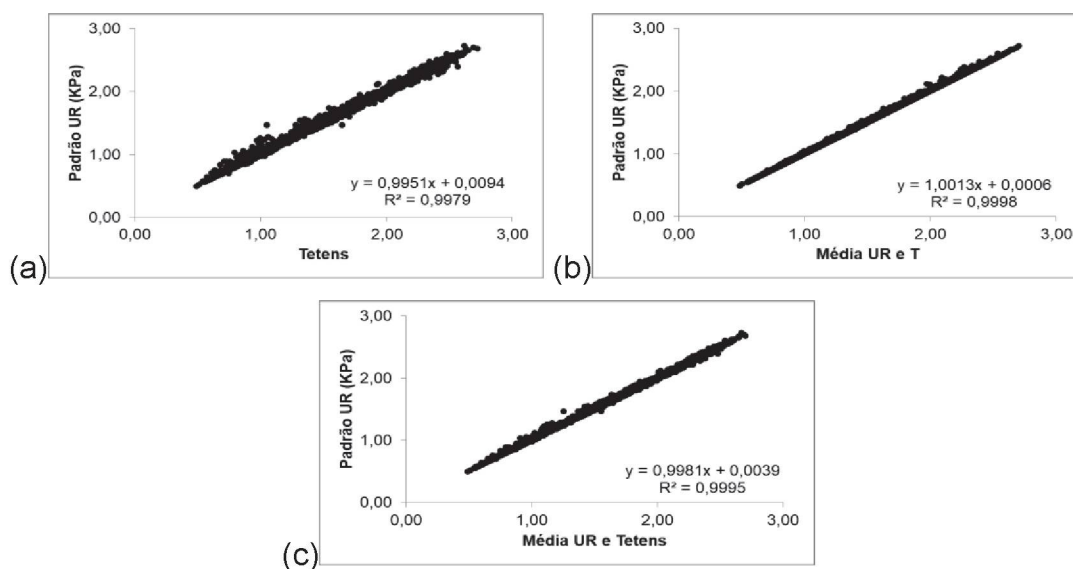 3,00
2,00
1,00
0,00
Padrão UR (KPa)
y = 0,9951x + 0,0094
R² = 0,9979
0,00 1,00 2,00 3,00
Tetens
(a)
3,00
2,00
1,00
0,00
Padrão UR (KPa)
y = 1,0013x + 0,0006
R² = 0,9998
0,00 1,00 2,00 3,00
Média UR e T
(b)
3,00
2,00
1,00
0,00
Padrão UR (KPa)
y = 0,9981x + 0,0039
R² = 0,9995
0,00 1,00 2,00 3,00
Média UR e Tetens
(c)